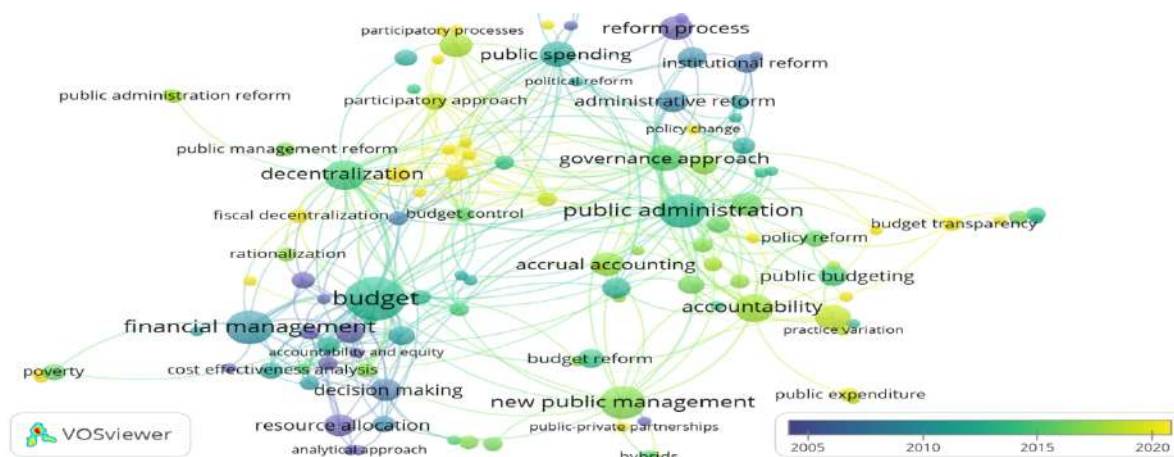 reform process
participatory processes
public spending
institutional reform
political reform
public administration reform
participatory approach
administrative reform
policy change
public management reform
governance approach
decentralization
public administration
fiscal decentralization
budget control
budget transparency
policy reform
rationalization
accrual accounting
public budgeting
budget
accountability
financial management
practice variation
accountability and equity
budget reform
poverty
cost effectiveness analysis
decision making
public expenditure
new public management
resource allocation
public-private partnerships
analytical approach
hybrids
VOSviewer
2005 2010 2015 2020